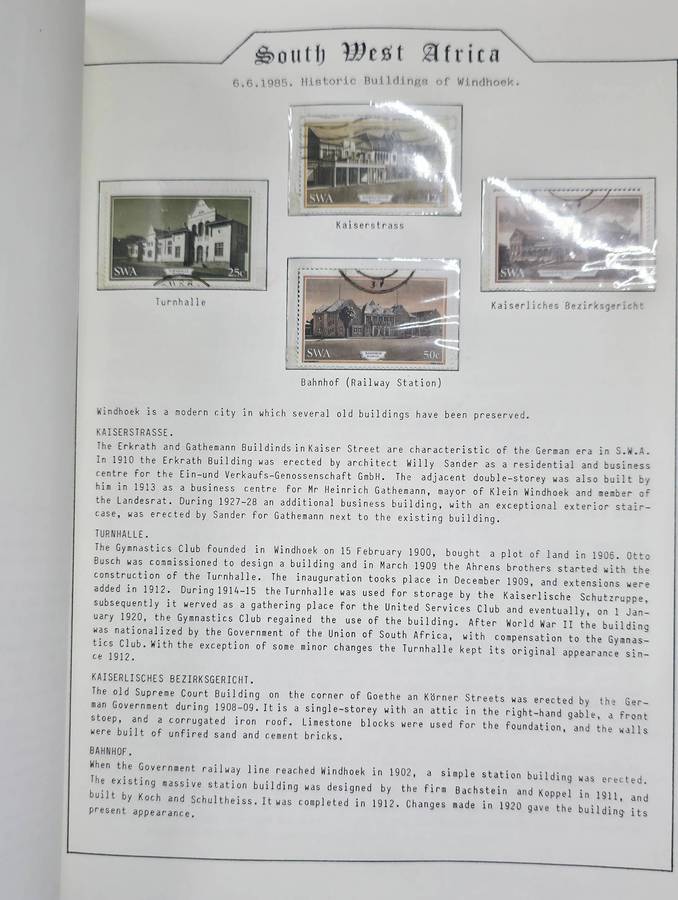 South West Africa
6.6.1985. Historic Buildings of Windhoek.
SWA
Kaiserstrass
SWA 25c
Turnhalle
SWA
Kaiserliches Bezirksgericht
SWA 50c
Bahnhof (Railway Station)
Windhoek is a modern city in which several old buildings have been preserved.
KAISERSTRASSE.
The Erkrath and Gathemann Buildinds in Kaiser Street are characteristic of the German era in S.W.A.
In 1910 the Erkrath Building was erected by architect Willy Sander as a residential and business
centre for the Ein-und Verkaufs-Genossenschaft GmbH. The adjacent double-storey was also built by
him in 1913 as a business centre for Mr Heinrich Gathemann, mayor of Klein Windhoek and member of
the Landesrat. During 1927-28 an additional business building, with an exceptional exterior stair-
case, was erected by Sander for Gathemann next to the existing building.
TURNHALLE.
The Gymnastics Club founded in Windhoek on 15 February 1900, bought a plot of land in 1906. Otto
Busch was commissioned to design a building and in March 1909 the Ahrens brothers started with the
construction of the Turnhalle. The inauguration tooks place in December 1909, and extensions were
added in 1912. During 1914-15 the Turnhalle was used for storage by the Kaiserlische Schutzruppe,
subsequently it werved as a gathering place for the United Services Club and eventually, on 1 Jan-
uary 1920, the Gymnastics Club regained the use of the building. After World War II the building
was nationalized by the Government of the Union of South Africa, with compensation to the Gymnas-
tics Club. With the exception of some minor changes the Turnhalle kept its original appearance sin-
ce 1912.
KAISERLISCHES BEZIRKSGERICHT.
The old Supreme Court Building on the corner of Goethe an Körner Streets was erected by the Ger-
man Government during 1908-09. It is a single-storey with an attic in the right-hand gable, a front
stoep, and a corrugated iron roof. Limestone blocks were used for the foundation, and the walls
were built of unfired sand and cement bricks.
BAHNHOF.
When the Government railway line reached Windhoek in 1902, a simple station building was erected.
The existing massive station building was designed by the firm Bachstein and Koppel in 1911, and
built by Koch and Schultheiss. It was completed in 1912. Changes made in 1920 gave the building its
present appearance.